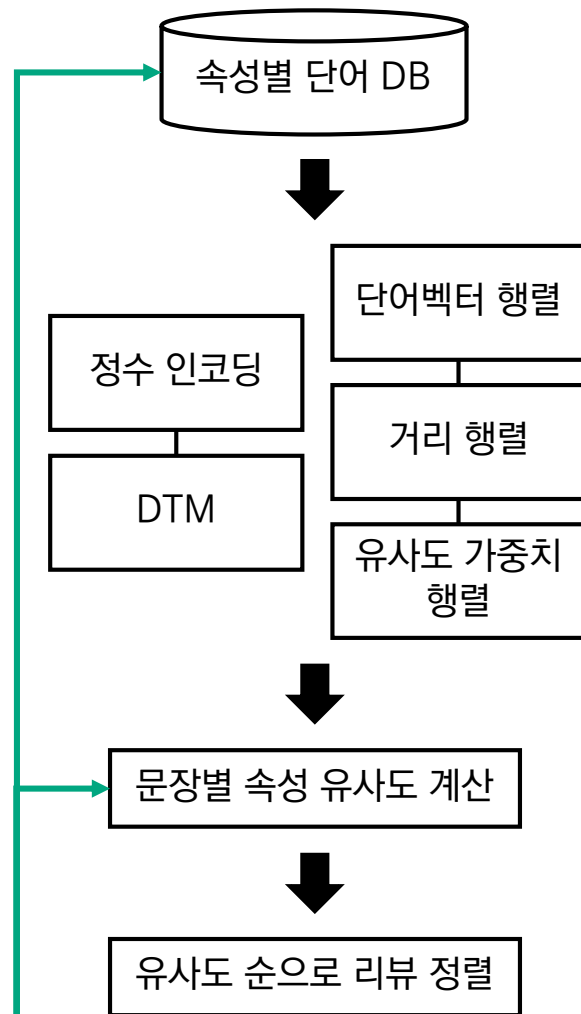 속성별 단어 DB
정수 인코딩
DTM
단어벡터 행렬
거리 행렬
유사도 가중치
행렬
문장별 속성 유사도 계산
유사도 순으로 리뷰 정렬